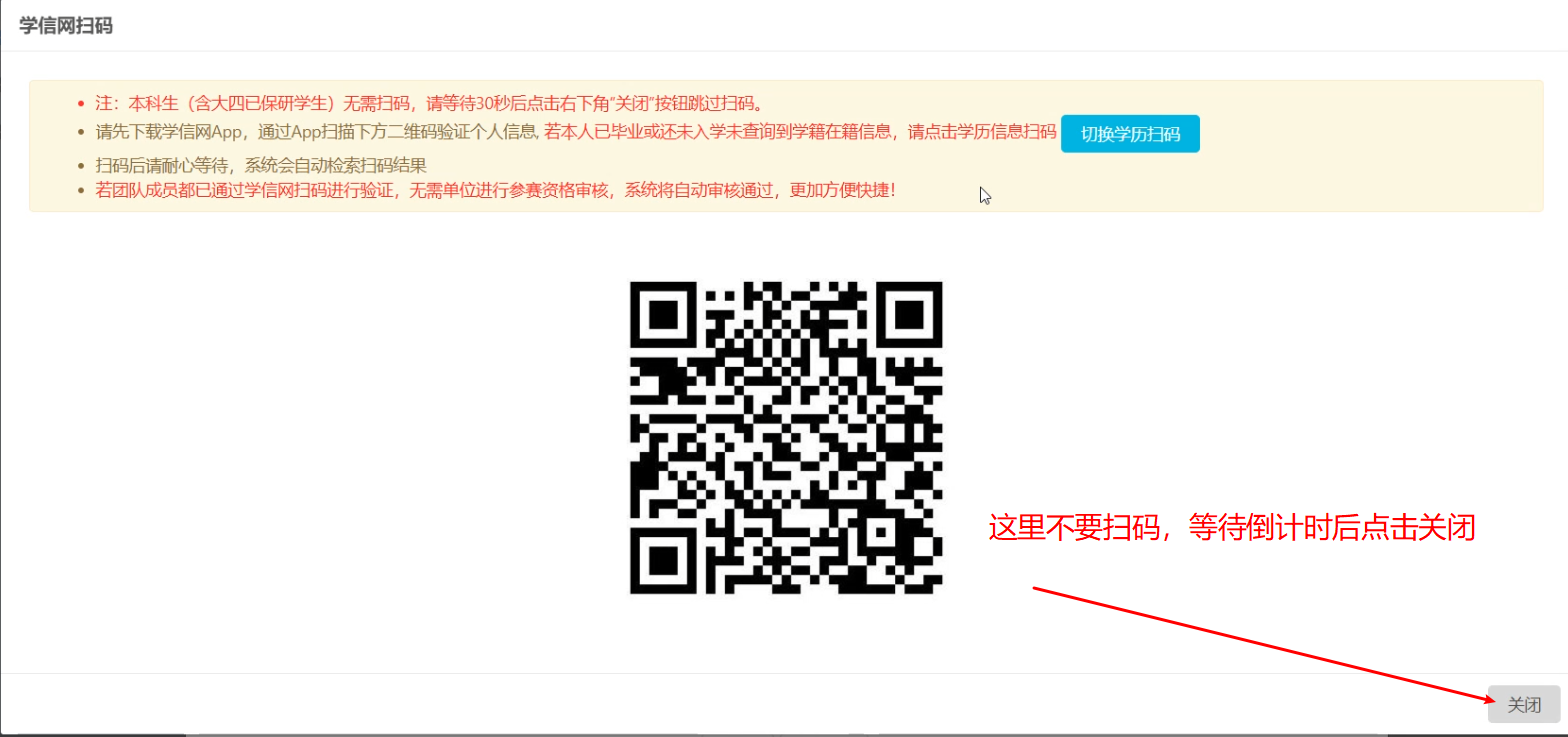 学信网扫码
注：本科生（含大四已保研学生）无需扫码，请等待30秒后点击右下角"关闭"按钮跳过扫码。
请先下载学信网App，通过App扫描下方二维码验证个人信息, 若本人已毕业或还未入学未查询到学籍在籍信息，请点击学历信息扫码 切换学历扫码
扫码后请耐心等待，系统会自动检索扫码结果
若团队成员都已通过学信网扫码进行验证，无需单位进行参赛资格审核，系统将自动审核通过，更加方便快捷！
这里不要扫码，等待倒计时后点击关闭
关闭